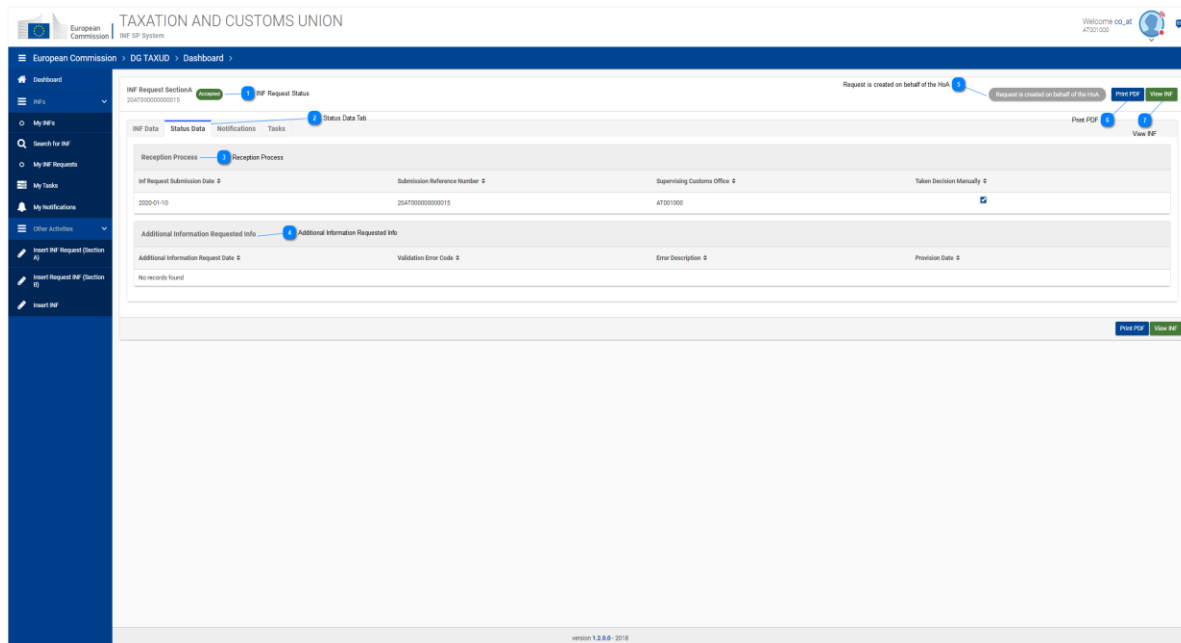 European
Commission
TAXATION AND CUSTOMS UNION
INF SP System
Welcome co_at
AT001000
European Commission > DG TAXUD > Dashboard >
Dashboard
INFs
My INFs
Search for INF
My INF Requests
My Tasks
My Notifications
Other Activities
Insert INF Request (Section
A)
Insert Request INF (Section
B)
Insert INF
INF Request SectionA
20AT000000000015
Accepted
1 INF Request Status
Request is created on behalf of the HoA 5
Request is created on behalf of the HoA
Print PDF View INF
Print PDF 6
7
View INF
2 Status Data Tab
INF Data Status Data Notifications Tasks
Reception Process 3 Reception Process
Inf Request Submission Date Submission Reference Number Supervising Customs Office Taken Decision Manually
2020-01-10 20AT000000000015 AT001000
Additional Information Requested Info 4 Additional Information Requested Info
Additional Information Request Date Validation Error Code Error Description Provision Date
No records found
Print PDF View INF
version 1.2.0.0 - 2018